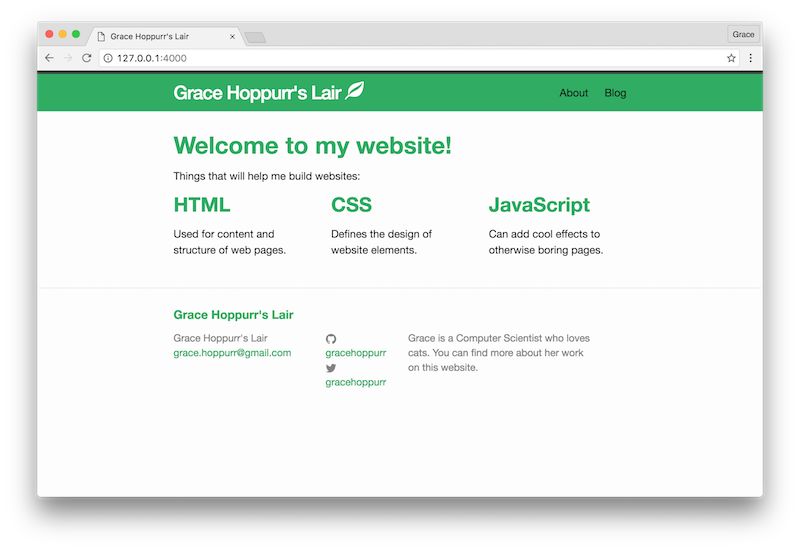 Grace Hoppurr's Lair
Grace
127.0.0.1:4000
Grace Hoppurr's Lair
About
Blog
Welcome to my website!
Things that will help me build websites:
HTML
Used for content and
structure of web pages.
CSS
Defines the design of
website elements.
JavaScript
Can add cool effects to
otherwise boring pages.
Grace Hoppurr's Lair
Grace Hoppurr's Lair
grace.hoppurr@gmail.com
gracehoppurr
gracehoppurr
Grace is a Computer Scientist who loves
cats. You can find more about her work
on this website.